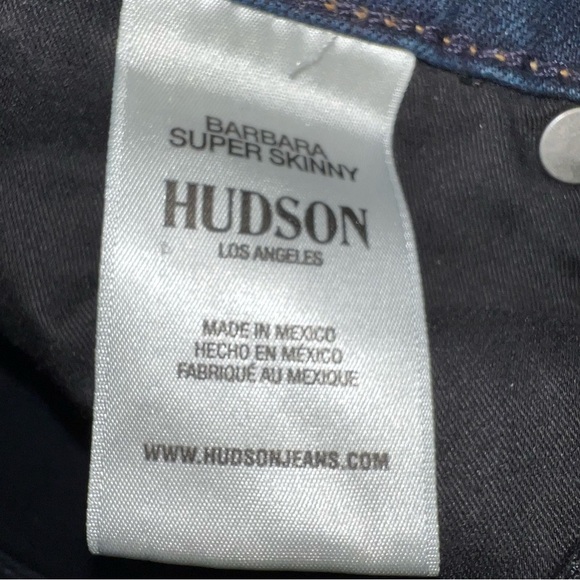 BARBARA
SUPER SKINNY
HUDSON
LOS ANGELES
MADE IN MEXICO
HECHO EN MÉXICO
FABRIQUÉ AU MEXIQUE
WWW.HUDSONJEANS.COM